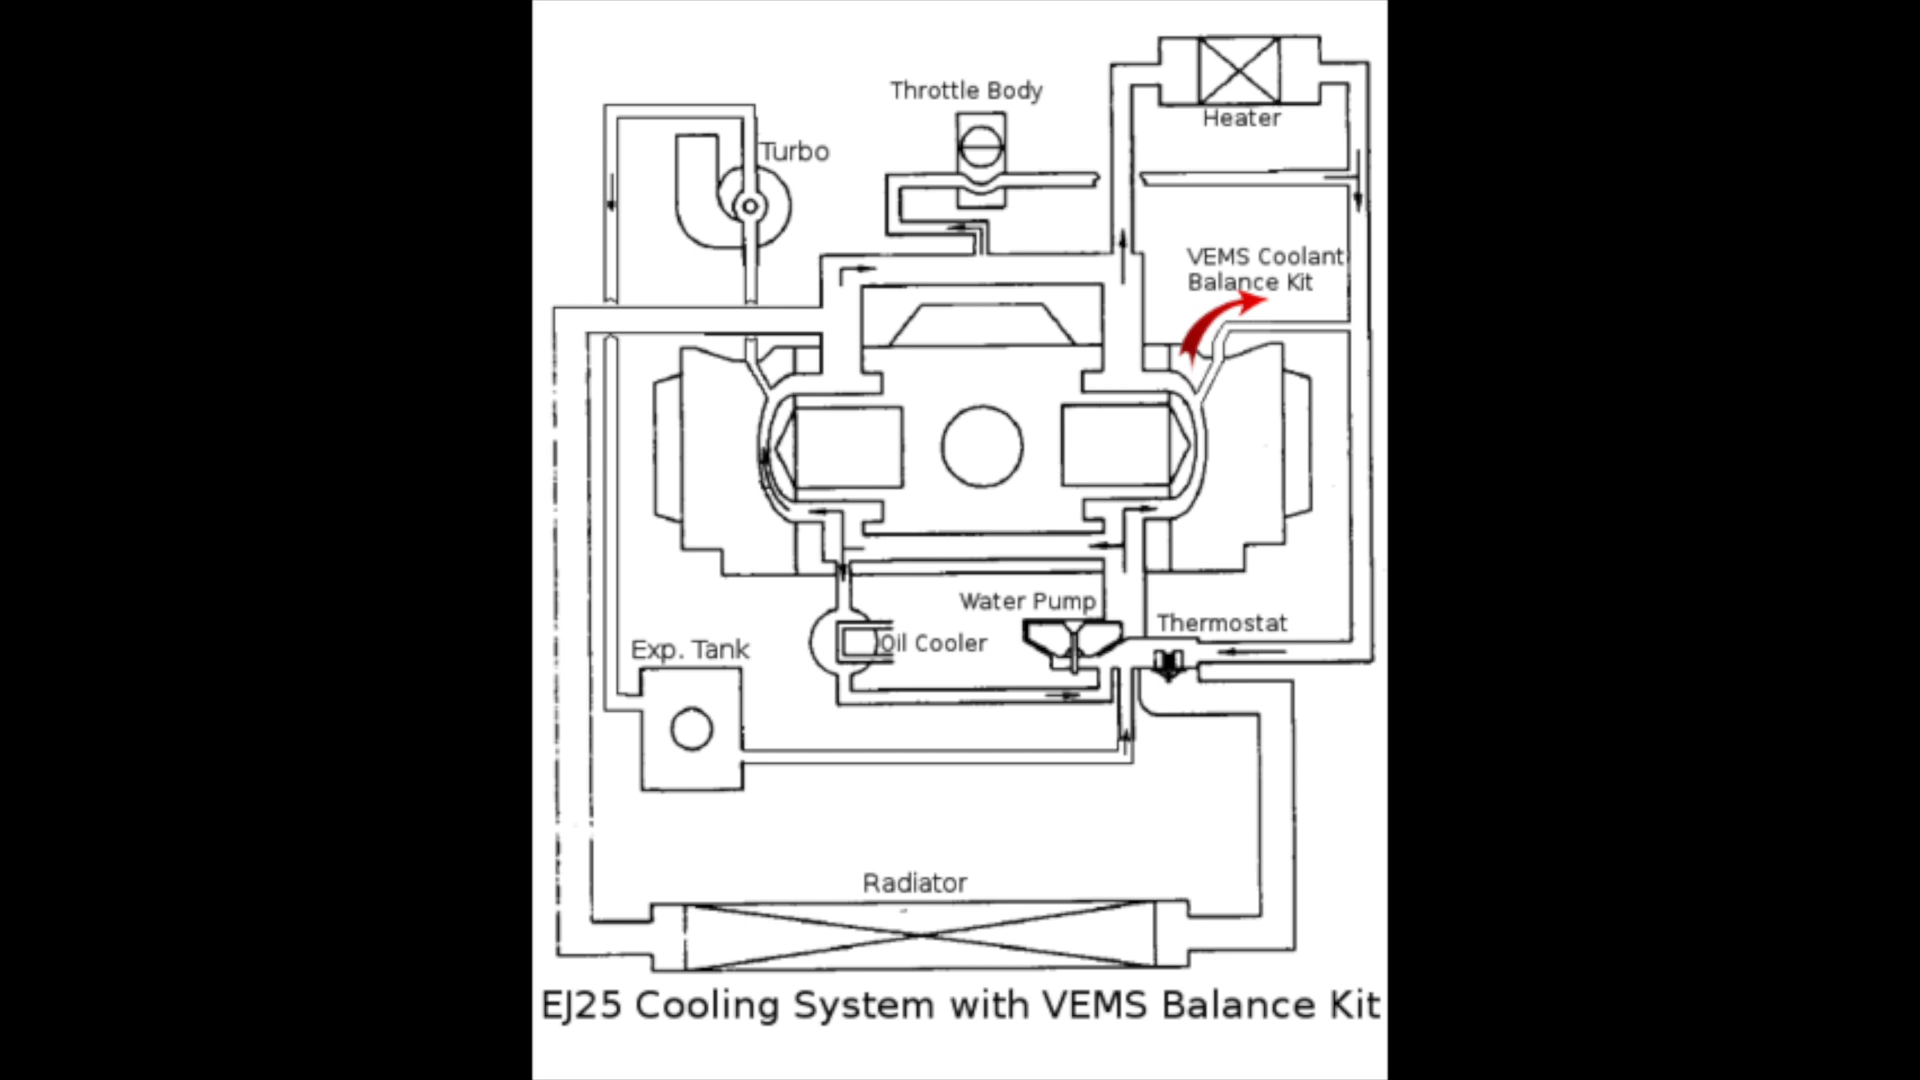 Throttle Body
Heater
Turbo
VEMS Coolant
Balance Kit
Water Pump
Thermostat
Oil Cooler
Exp. Tank
Radiator
EJ25 Cooling System with VEMS Balance Kit